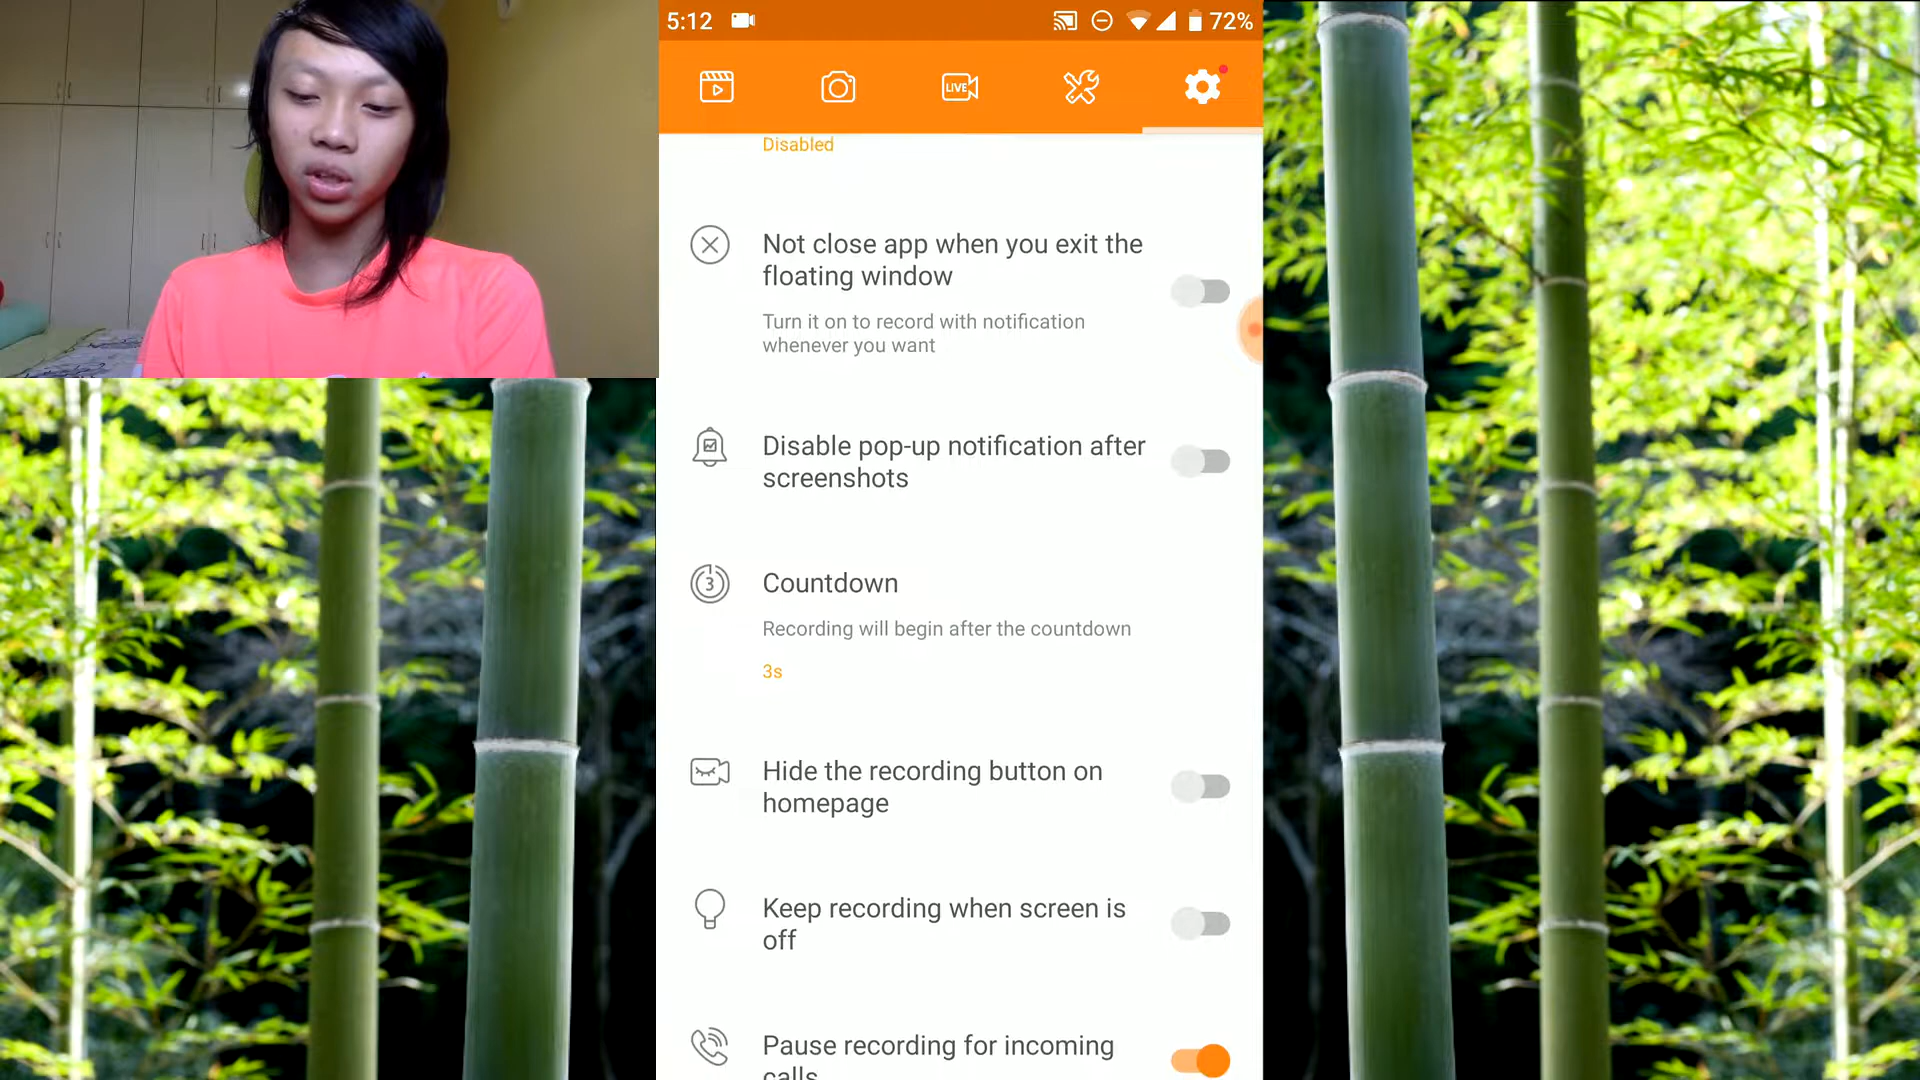 5:12
72%
LIVE
Disabled
Not close app when you exit the
floating window
Turn it on to record with notification
whenever you want
Disable pop-up notification after
screenshots
3
Countdown
Recording will begin after the countdown
3s
Hide the recording button on
homepage
Keep recording when screen is
off
Pause recording for incoming
calls